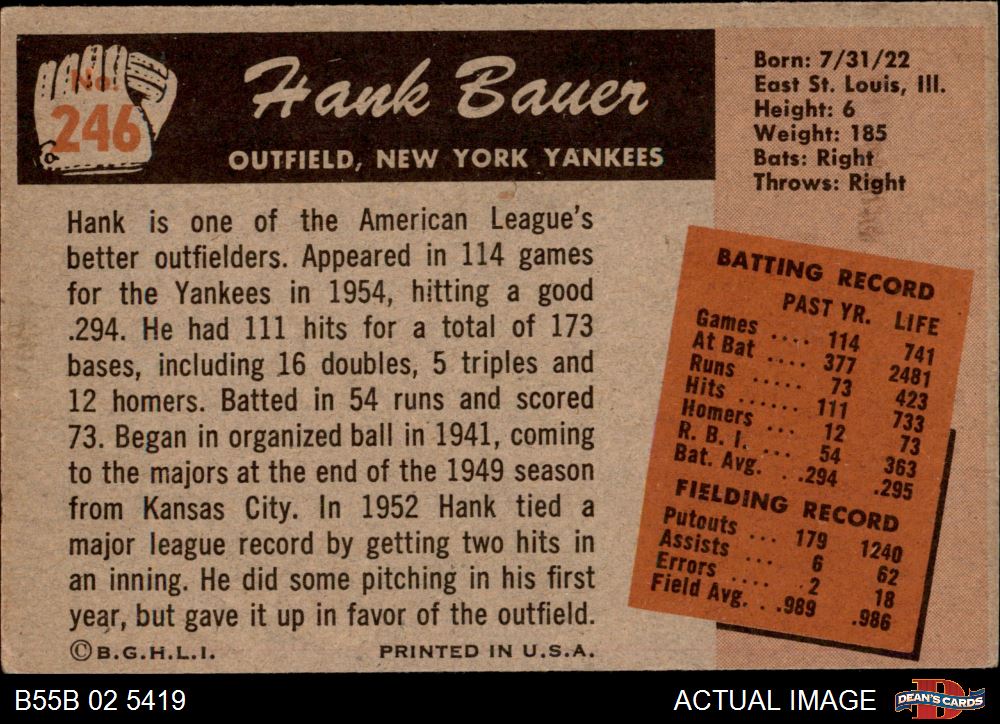 No.
246
Hank Bauer
OUTFIELD, NEW YORK YANKEES
Born: 7/31/22
East St. Louis, Ill.
Height: 6
Weight: 185
Bats: Right
Throws: Right
Hank is one of the American League's
better outfielders. Appeared in 114 games
for the Yankees in 1954, hitting a good
.294. He had 111 hits for a total of 173
bases, including 16 doubles, 5 triples and
12 homers. Batted in 54 runs and scored
73. Began in organized ball in 1941, coming
to the majors at the end of the 1949 season
from Kansas City. In 1952 Hank tied a
major league record by getting two hits in
an inning. He did some pitching in his first
year, but gave it up in favor of the outfield.
©B.G.H.L.I. PRINTED IN U.S.A.
BATTING RECORD
PAST YR. LIFE
Games .... 114 741
At Bat .... 377 2481
Runs ..... 73 423
Hits ...... 111 733
Homers ... 12 73
R. B. I. ... 54 363
Bat. Avg. ..294 .295
FIELDING RECORD
Putouts ... 179 1240
Assists ... 6 62
Errors .... 2 18
Field Avg. ..989 .986
B55B 02 5419 ACTUAL IMAGE
D
DEAN'S CARDS